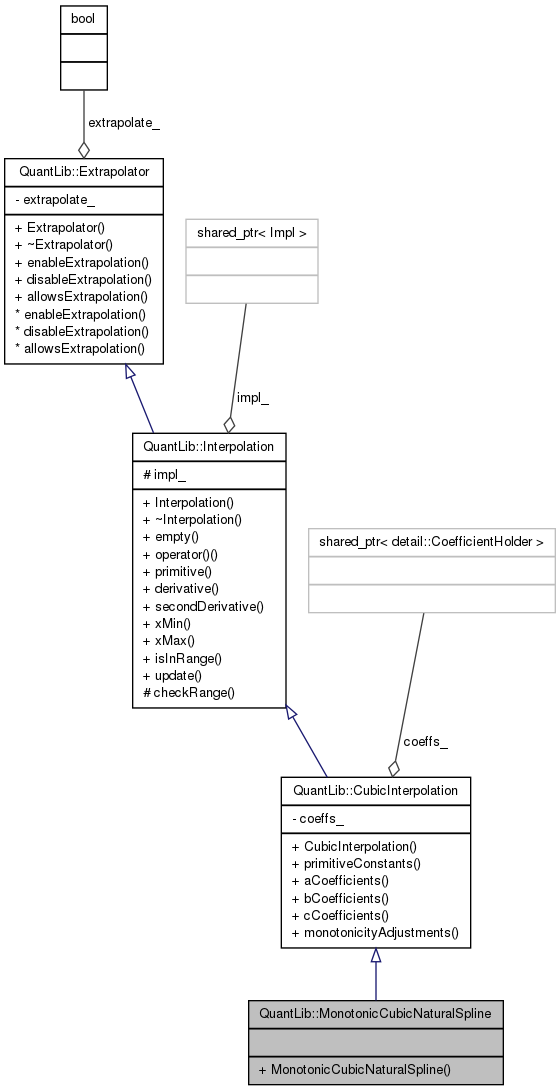 bool
extrapolate_
QuantLib::Extrapolator
- extrapolate_
+ Extrapolator()
+ ~Extrapolator()
+ enableExtrapolation()
+ disableExtrapolation()
+ allowsExtrapolation()
* enableExtrapolation()
* disableExtrapolation()
* allowsExtrapolation()
shared_ptr< Impl >
impl_
QuantLib::Interpolation
# impl_
+ Interpolation()
+ ~Interpolation()
+ empty()
+ operator()()
+ primitive()
+ derivative()
+ secondDerivative()
+ xMin()
+ xMax()
+ isInRange()
+ update()
# checkRange()
shared_ptr< detail::CoefficientHolder >
coeffs_
QuantLib::CubicInterpolation
- coeffs_
+ CubicInterpolation()
+ primitiveConstants()
+ aCoefficients()
+ bCoefficients()
+ cCoefficients()
+ monotonicityAdjustments()
QuantLib::MonotonicCubicNaturalSpline
+ MonotonicCubicNaturalSpline()